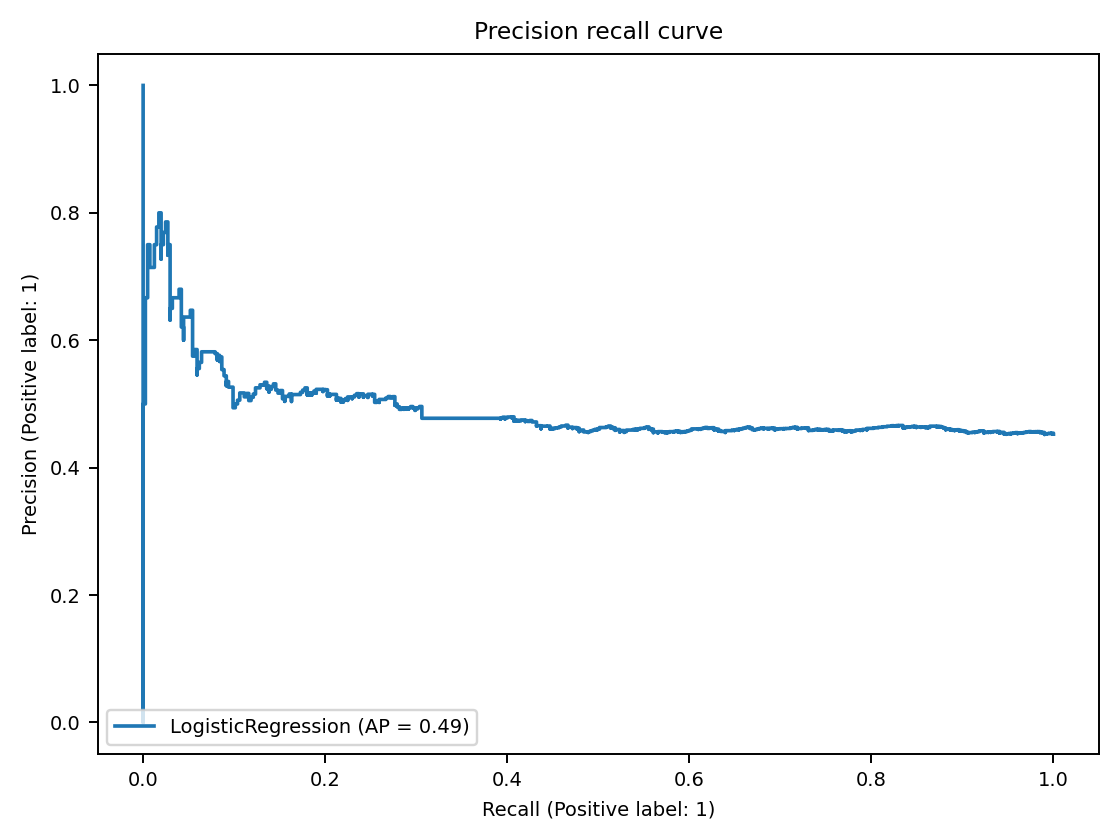 Precision recall curve
1.0
0.8
0.6
0.4
0.2
0.0
Precision (Positive label: 1)
LogisticRegression (AP = 0.49)
0.0 0.2 0.4 0.6 0.8 1.0
Recall (Positive label: 1)